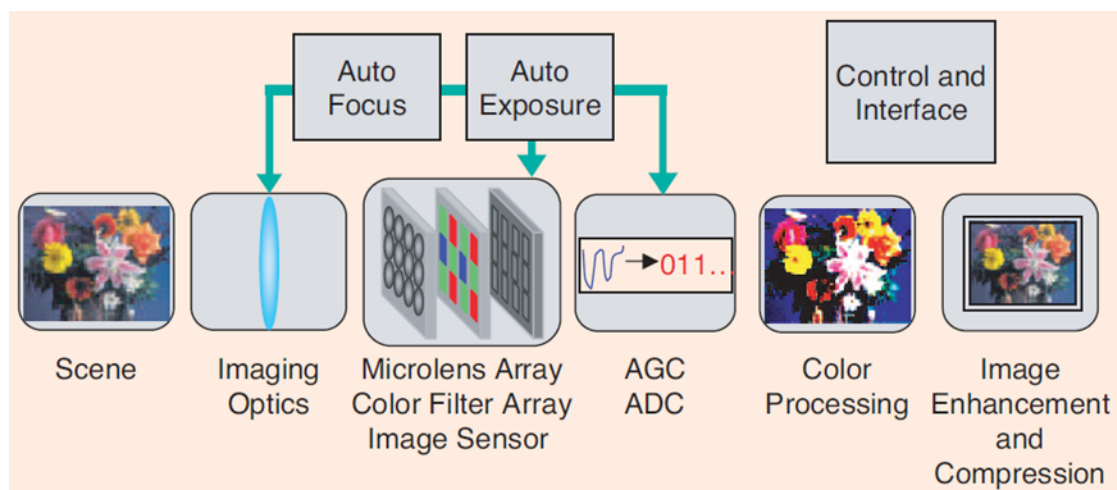 Auto
Focus
Auto
Exposure
Control and
Interface
011...
Scene
Imaging
Optics
Microlens Array
Color Filter Array
Image Sensor
AGC
ADC
Color
Processing
Image
Enhancement
and
Compression